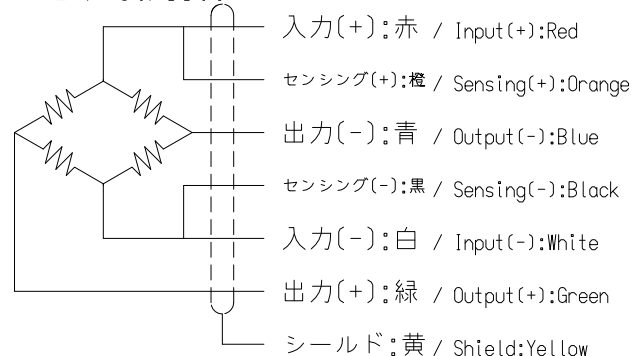 入力(+):赤 / Input(+):Red
センシング(+):橙 / Sensing(+):Orange
出力(-):青 / Output(-):Blue
センシング(-):黒 / Sensing(-):Black
入力(-):白 / Input(-):White
出力(+):緑 / Output(+):Green
シールド:黄 / Shield:Yellow